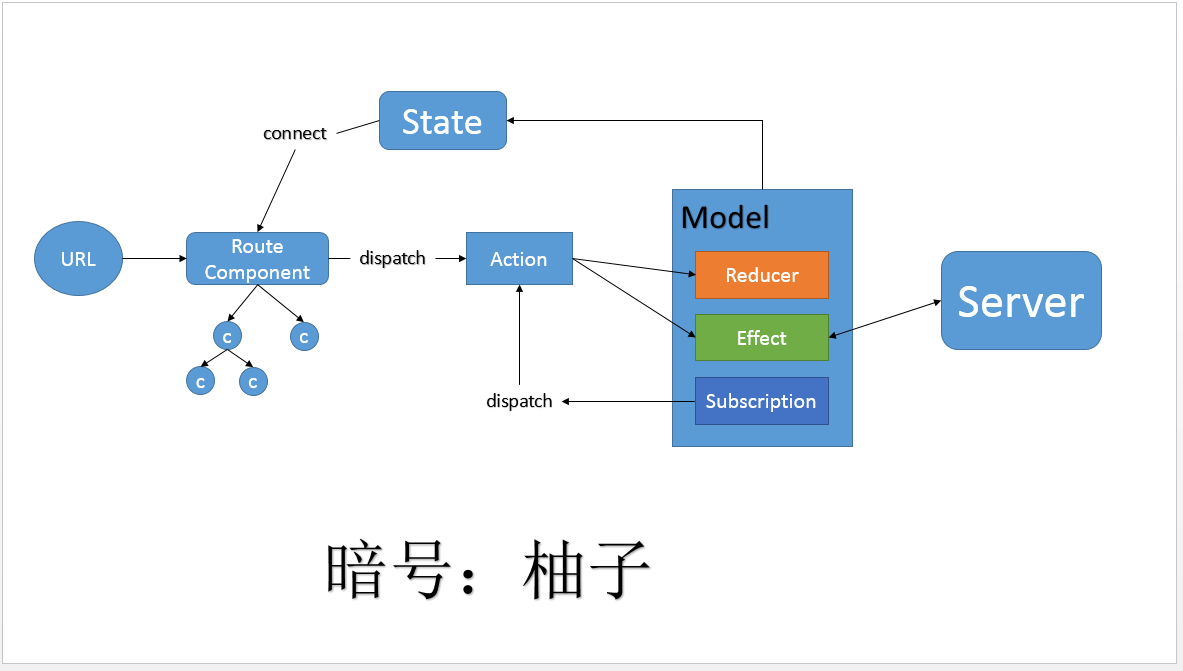 State
connect
Model
URL
Route
Component
dispatch
Action
Reducer
Server
Effect
c
c
c
c
dispatch
Subscription
暗号：柚子